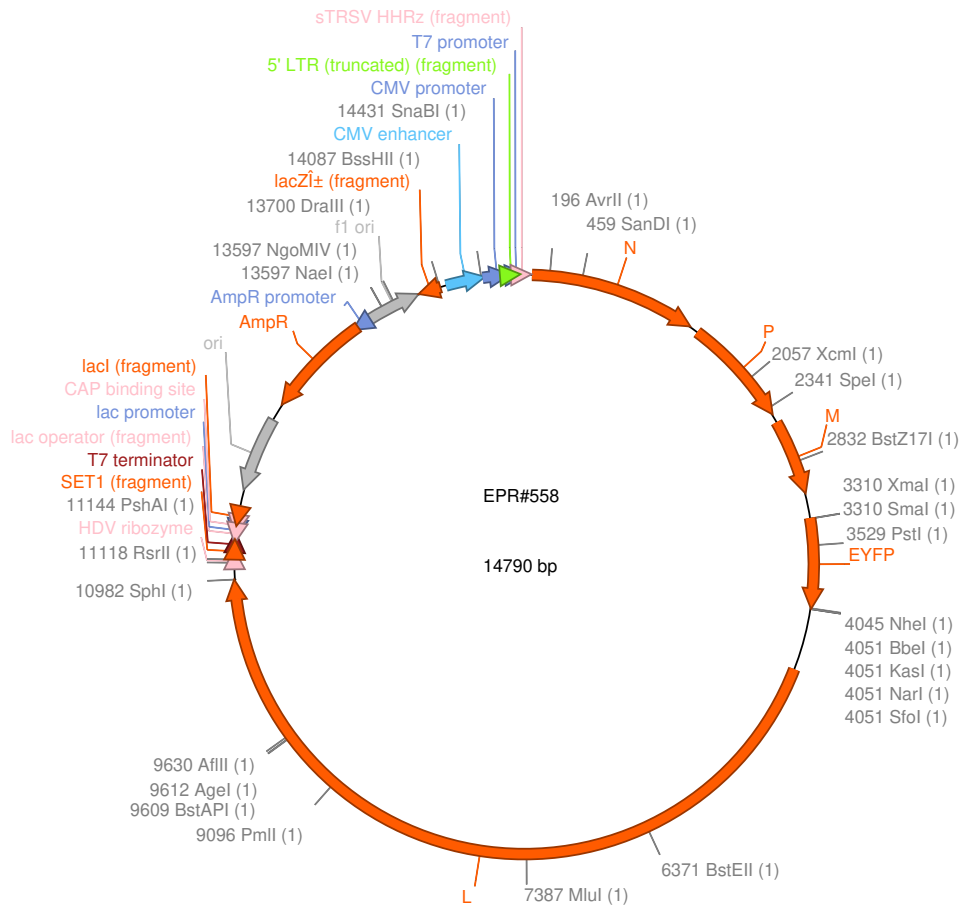 sTRSV HHRz (fragment)
T7 promoter
5' LTR (truncated) (fragment)
CMV promoter
14431 SnaBI (1)
CMV enhancer
14087 BssHII (1)
lacZÎ± (fragment)
13700 DraIII (1)
f1 ori
13597 NgoMIV (1)
13597 NaeI (1)
AmpR promoter
AmpR
ori
lacI (fragment)
CAP binding site
lac promoter
lac operator (fragment)
T7 terminator
SET1 (fragment)
11144 PshAI (1)
HDV ribozyme
11118 RsrII (1)
10982 SphI (1)
196 AvrII (1)
459 SanDI (1)
N
P
2057 XcmI (1)
2341 SpeI (1)
M
2832 BstZ17I (1)
3310 XmaI (1)
3310 SmaI (1)
3529 PstI (1)
EYFP
4045 NheI (1)
4051 BbeI (1)
4051 KasI (1)
4051 NarI (1)
4051 SfoI (1)
EPR#558
14790 bp
9630 AflII (1)
9612 AgeI (1)
9609 BstAPI (1)
9096 PmlI (1)
L
7387 MluI (1)
6371 BstEII (1)